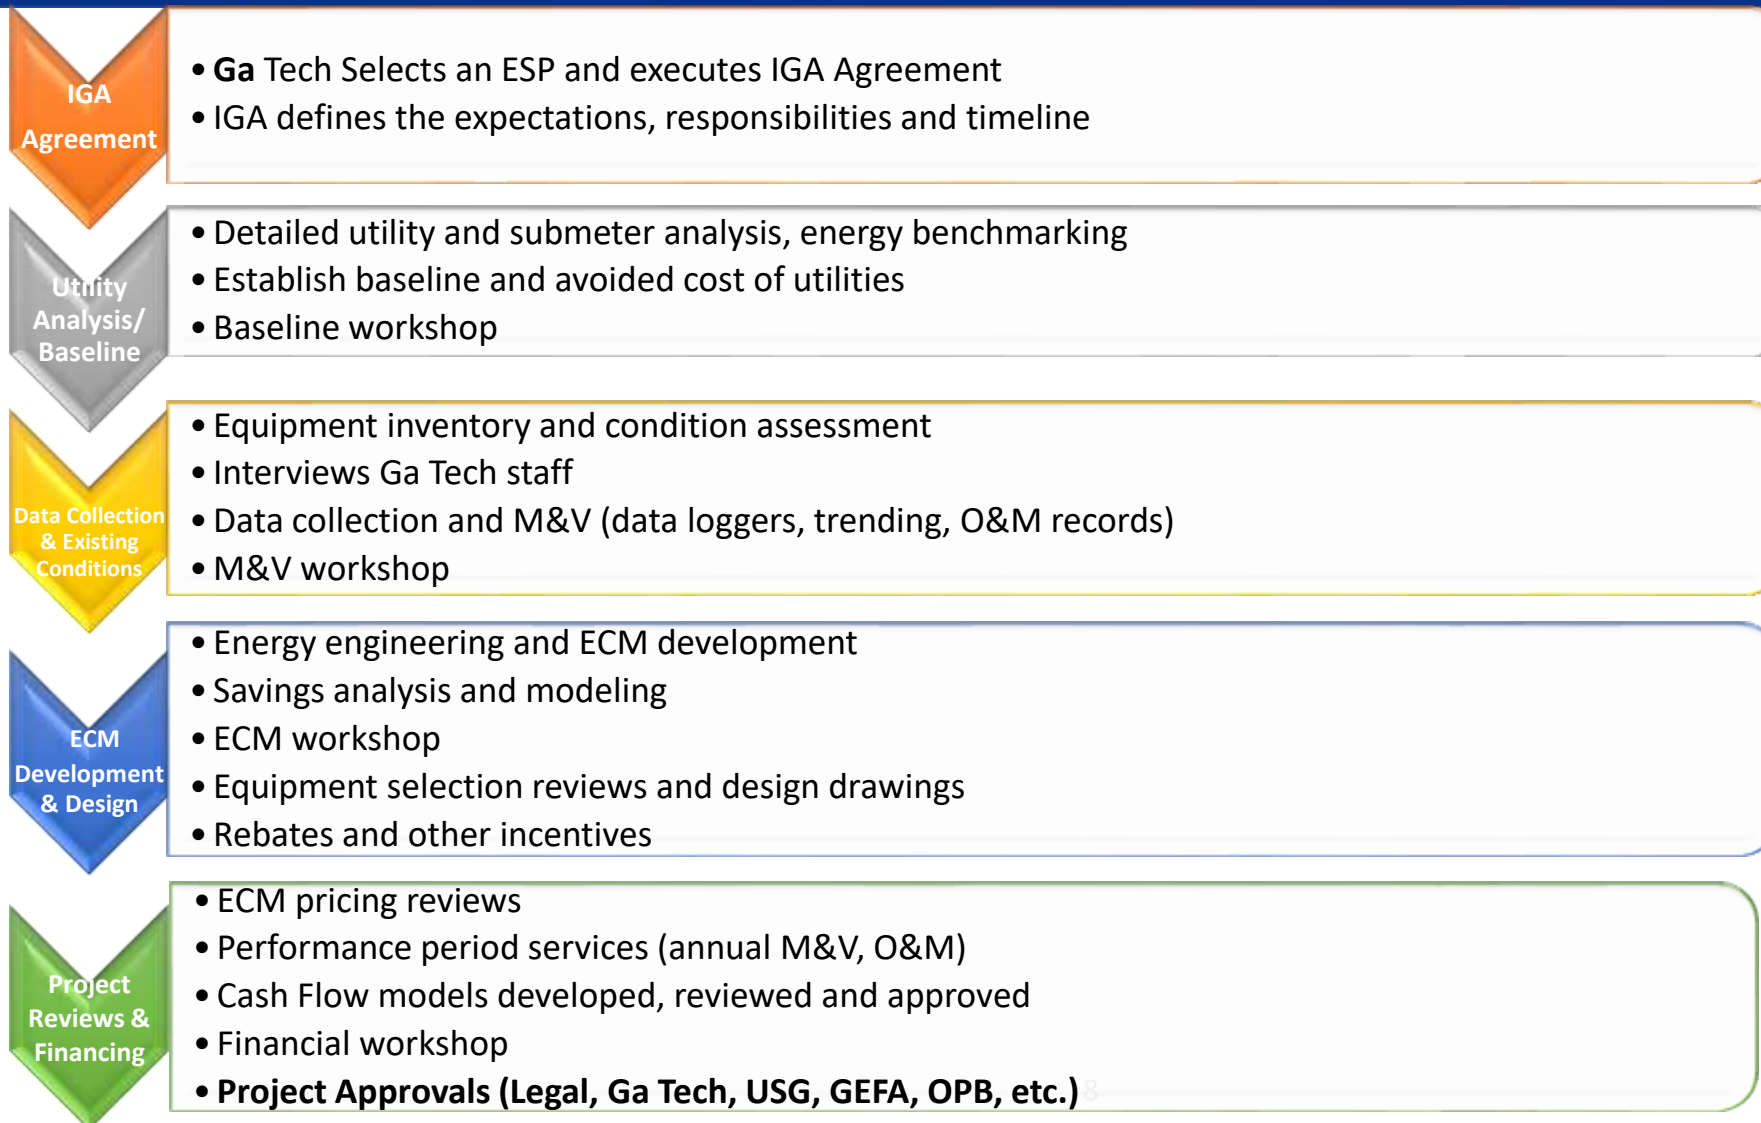 IGA
Agreement
• Ga Tech Selects an ESP and executes IGA Agreement
• IGA defines the expectations, responsibilities and timeline
Utility
Analysis/
Baseline
• Detailed utility and submeter analysis, energy benchmarking
• Establish baseline and avoided cost of utilities
• Baseline workshop
Data Collection
& Existing
Conditions
• Equipment inventory and condition assessment
• Interviews Ga Tech staff
• Data collection and M&V (data loggers, trending, O&M records)
• M&V workshop
ECM
Development
& Design
• Energy engineering and ECM development
• Savings analysis and modeling
• ECM workshop
• Equipment selection reviews and design drawings
• Rebates and other incentives
Project
Reviews &
Financing
• ECM pricing reviews
• Performance period services (annual M&V, O&M)
• Cash Flow models developed, reviewed and approved
• Financial workshop
• Project Approvals (Legal, Ga Tech, USG, GEFA, OPB, etc.)
8